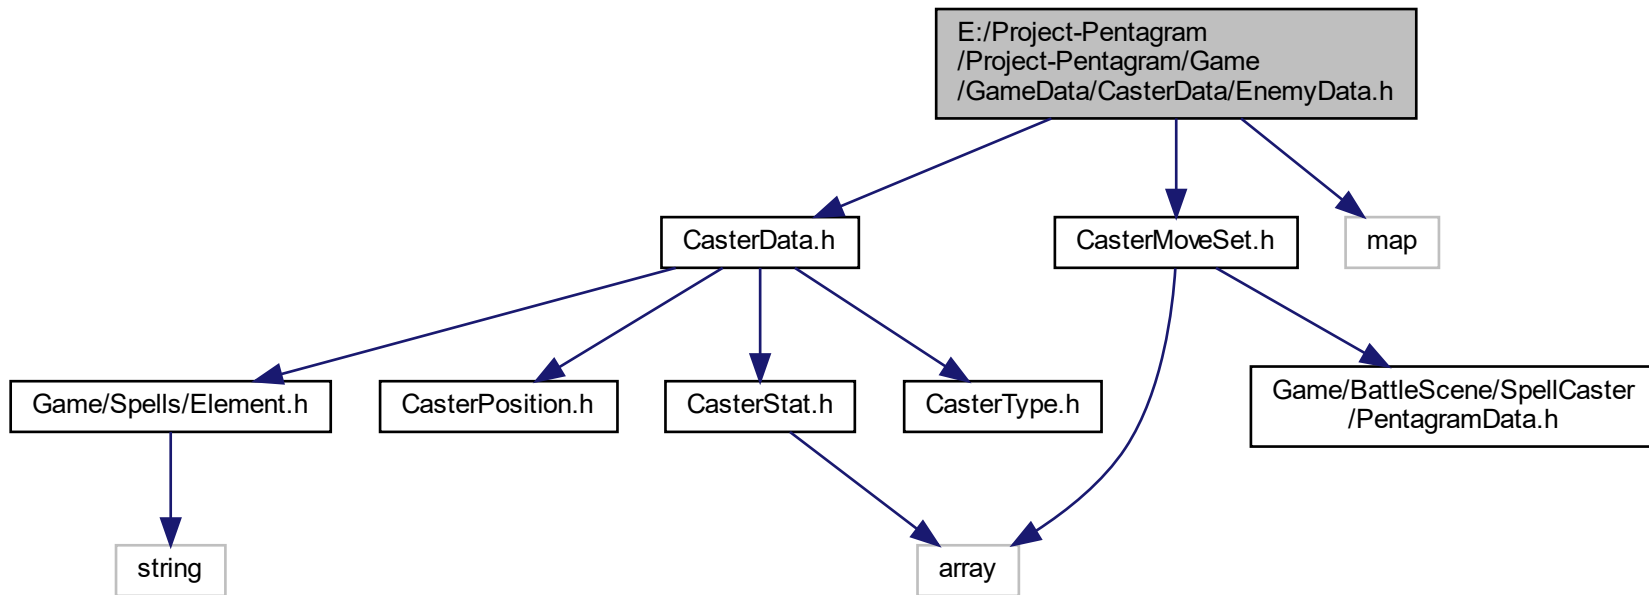 E:/Project-Pentagram
/Project-Pentagram/Game
/GameData/CasterData/EnemyData.h
CasterData.h
CasterMoveSet.h
map
Game/Spells/Element.h
CasterPosition.h
CasterStat.h
CasterType.h
Game/BattleScene/SpellCaster
/PentagramData.h
string
array